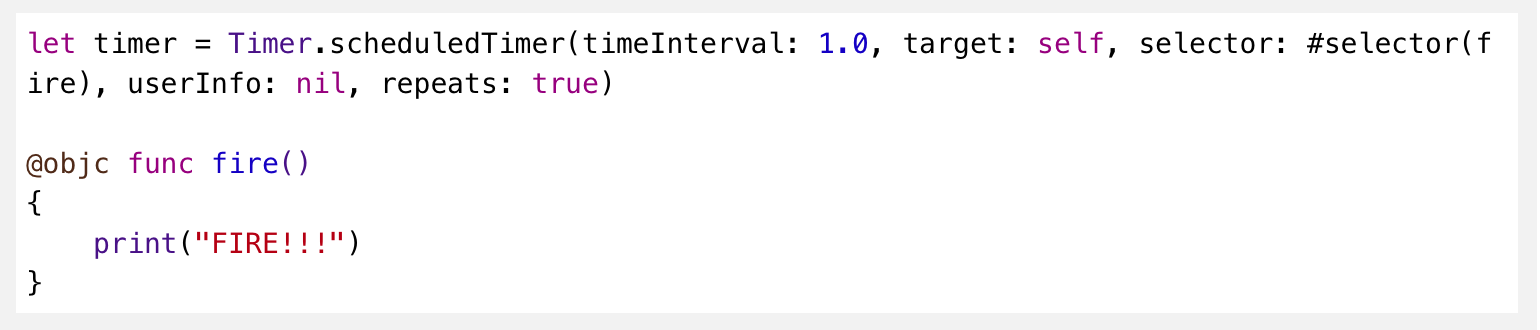 let timer = Timer.scheduledTimer(timeInterval: 1.0, target: self, selector: #selector(f
ire), userInfo: nil, repeats: true)
@objc func fire()
{
    print("FIRE!!!")
}